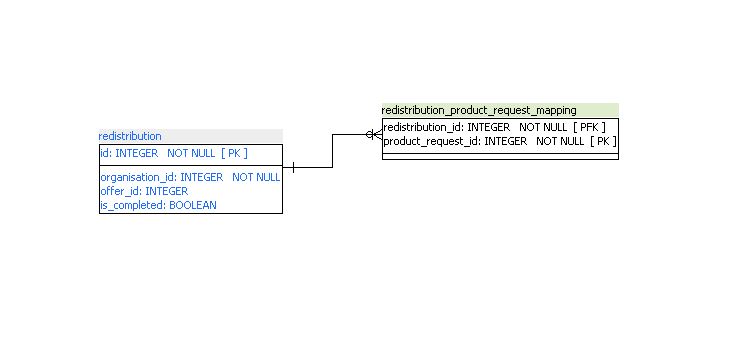 redistribution_product_request_mapping
redistribution_id: INTEGER NOT NULL [ PFK ]
product_request_id: INTEGER NOT NULL [ PK ]
redistribution
id: INTEGER NOT NULL [ PK ]
organisation_id: INTEGER NOT NULL
offer_id: INTEGER
is_completed: BOOLEAN